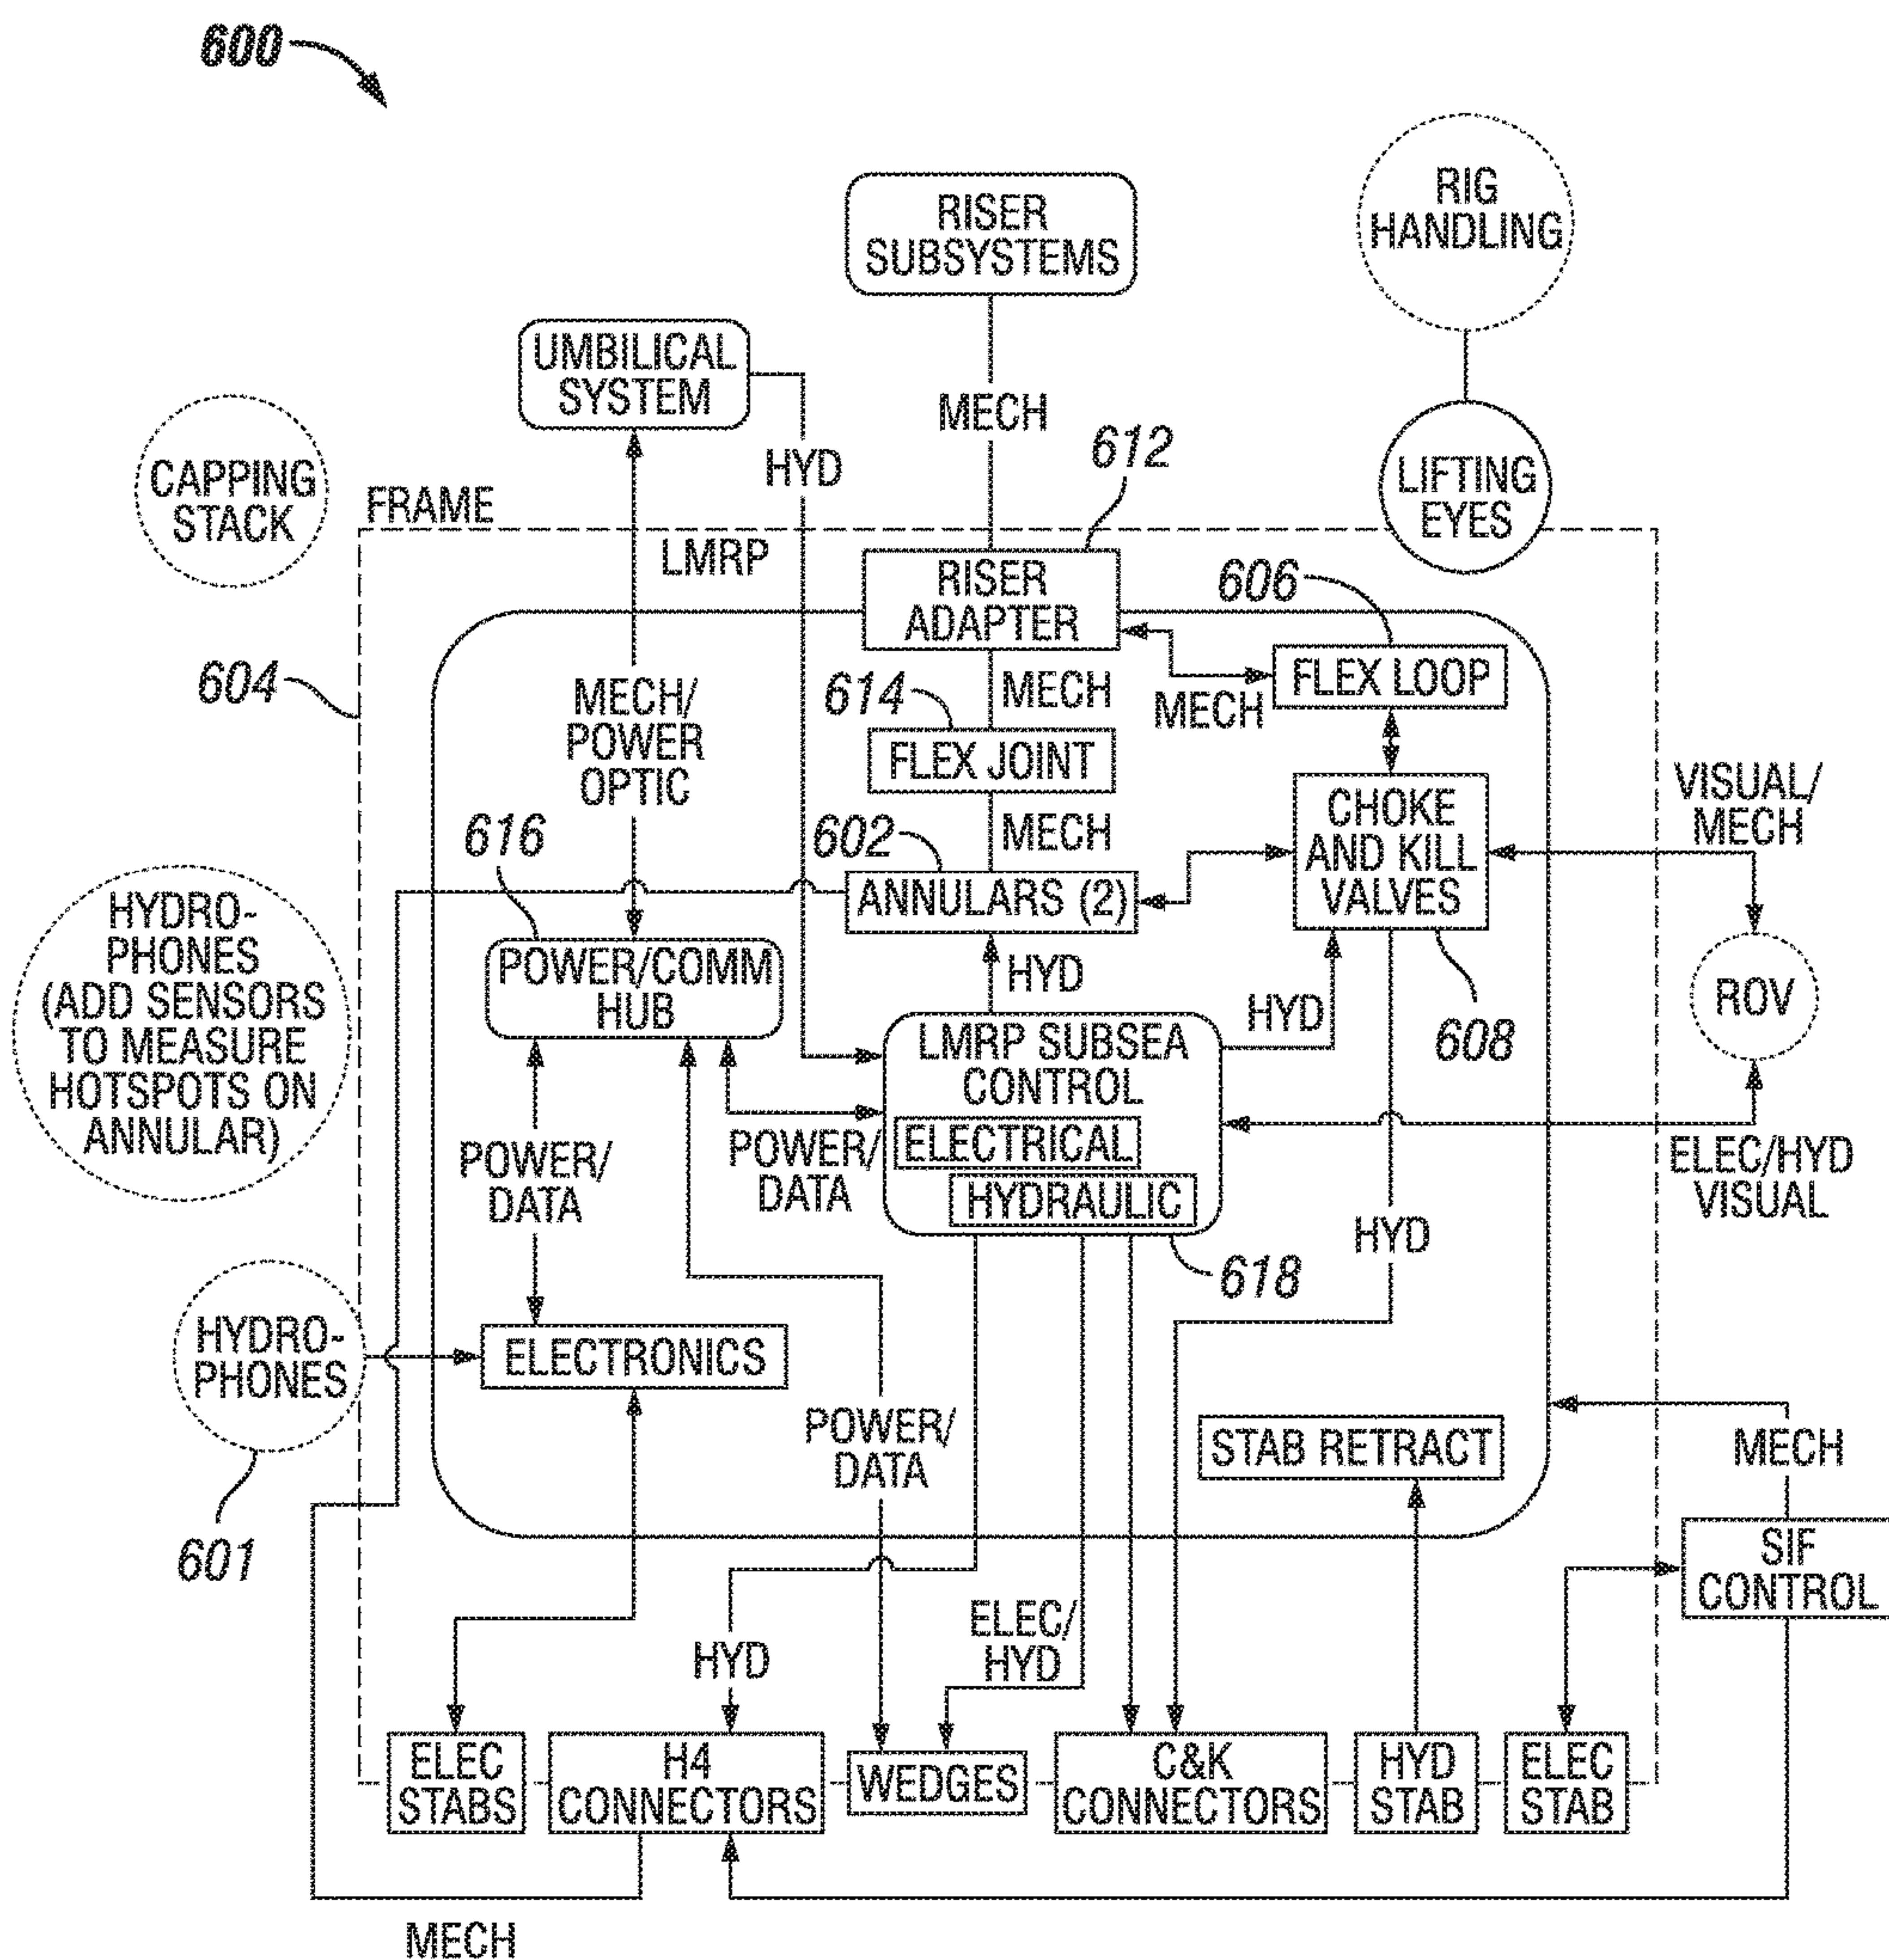 600
RISER
SUBSYSTEMS
RIG
HANDLING
UMBILICAL
SYSTEM
MECH
HYD
612
CAPPING
STACK
FRAME
LIFTING
EYES
LMRP
RISER
ADAPTER
606
604
MECH/
POWER
OPTIC
614
MECH
MECH
FLEX LOOP
FLEX JOINT
616
602
MECH
CHOKE
AND KILL
VALVES
VISUAL/
MECH
HYDRO-
PHONES
(ADD SENSORS
TO MEASURE
HOTSPOTS ON
ANNULAR)
ANNULARS (2)
POWER/COMM
HUB
HYD
HYD
608
ROV
LMRP SUBSEA
CONTROL
ELECTRICAL
HYDRAULIC
POWER/
DATA
POWER/
DATA
ELEC/HYD
VISUAL
HYD
618
HYDRO-
PHONES
ELECTRONICS
POWER/
DATA
STAB RETRACT
MECH
601
SIF
CONTROL
HYD
ELEC/
HYD
ELEC
STABS
H4
CONNECTORS
WEDGES
C&K
CONNECTORS
HYD
STAB
ELEC
STAB
MECH